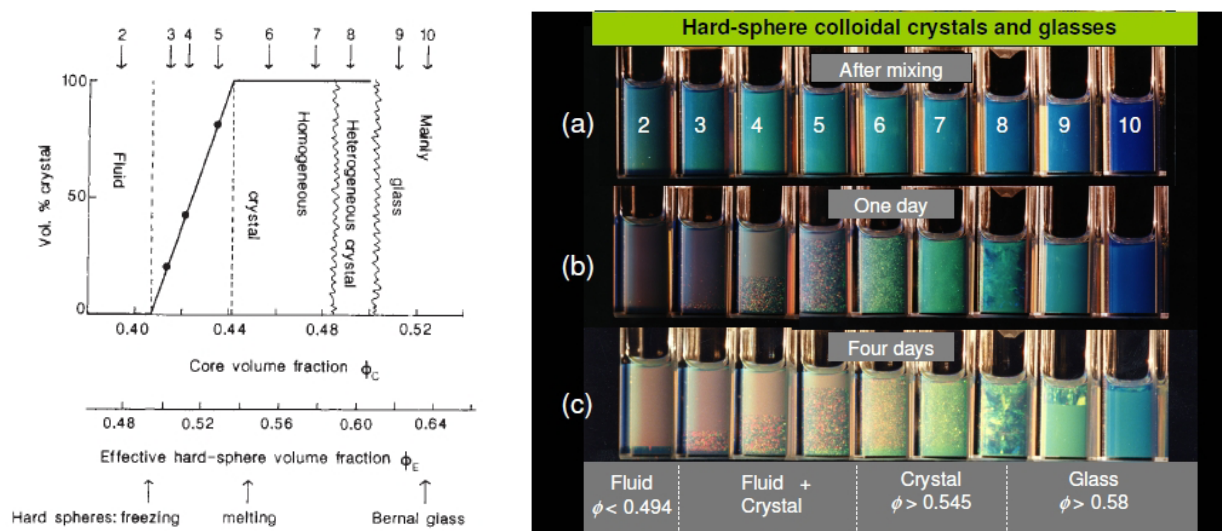 2 3 4 5 6 7 8 9 10
100
50
0
Vol. % crystal
Fluid
crystal
Homogeneous
Heterogeneous crystal
glass
Mainly
0.40 0.44 0.48 0.52
Core volume fraction ϕC
0.48 0.52 0.56 0.60 0.64
Effective hard-sphere volume fraction ϕE
Hard spheres: freezing melting Bernal glass
Hard-sphere colloidal crystals and glasses
After mixing
(a) 2 3 4 5 6 7 8 9 10
One day
(b)
Four days
(c)
Fluid
ϕ < 0.494
Fluid +
Crystal
Crystal
ϕ > 0.545
Glass
ϕ > 0.58